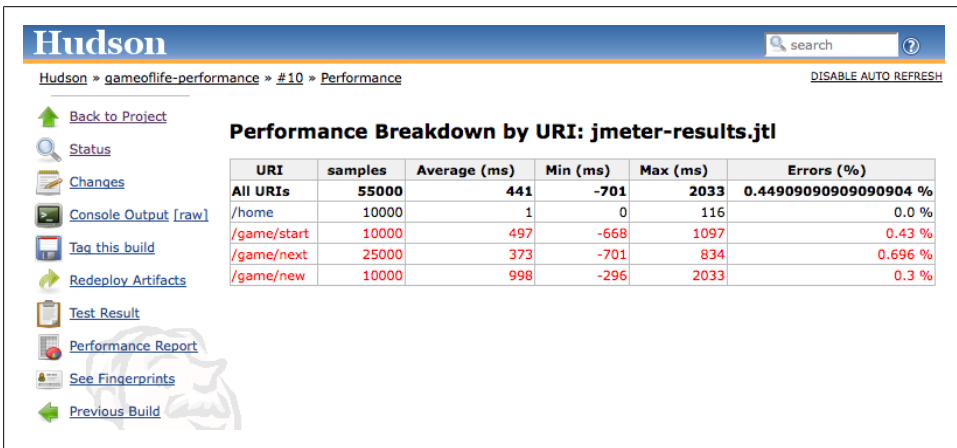 Hudson
search
Hudson » gameoflife-performance » #10 » Performance
DISABLE AUTO REFRESH
Back to Project
Status
Changes
Console Output [raw]
Tag this build
Redeploy Artifacts
Test Result
Performance Report
See Fingerprints
Previous Build
Performance Breakdown by URI: jmeter-results.jtl
URI samples Average (ms) Min (ms) Max (ms) Errors (%)
All URIs 55000 441 -701 2033 0.44909090909090904 %
/home 10000 1 0 116 0.0 %
/game/start 10000 497 -668 1097 0.43 %
/game/next 25000 373 -701 834 0.696 %
/game/new 10000 998 -296 2033 0.3 %